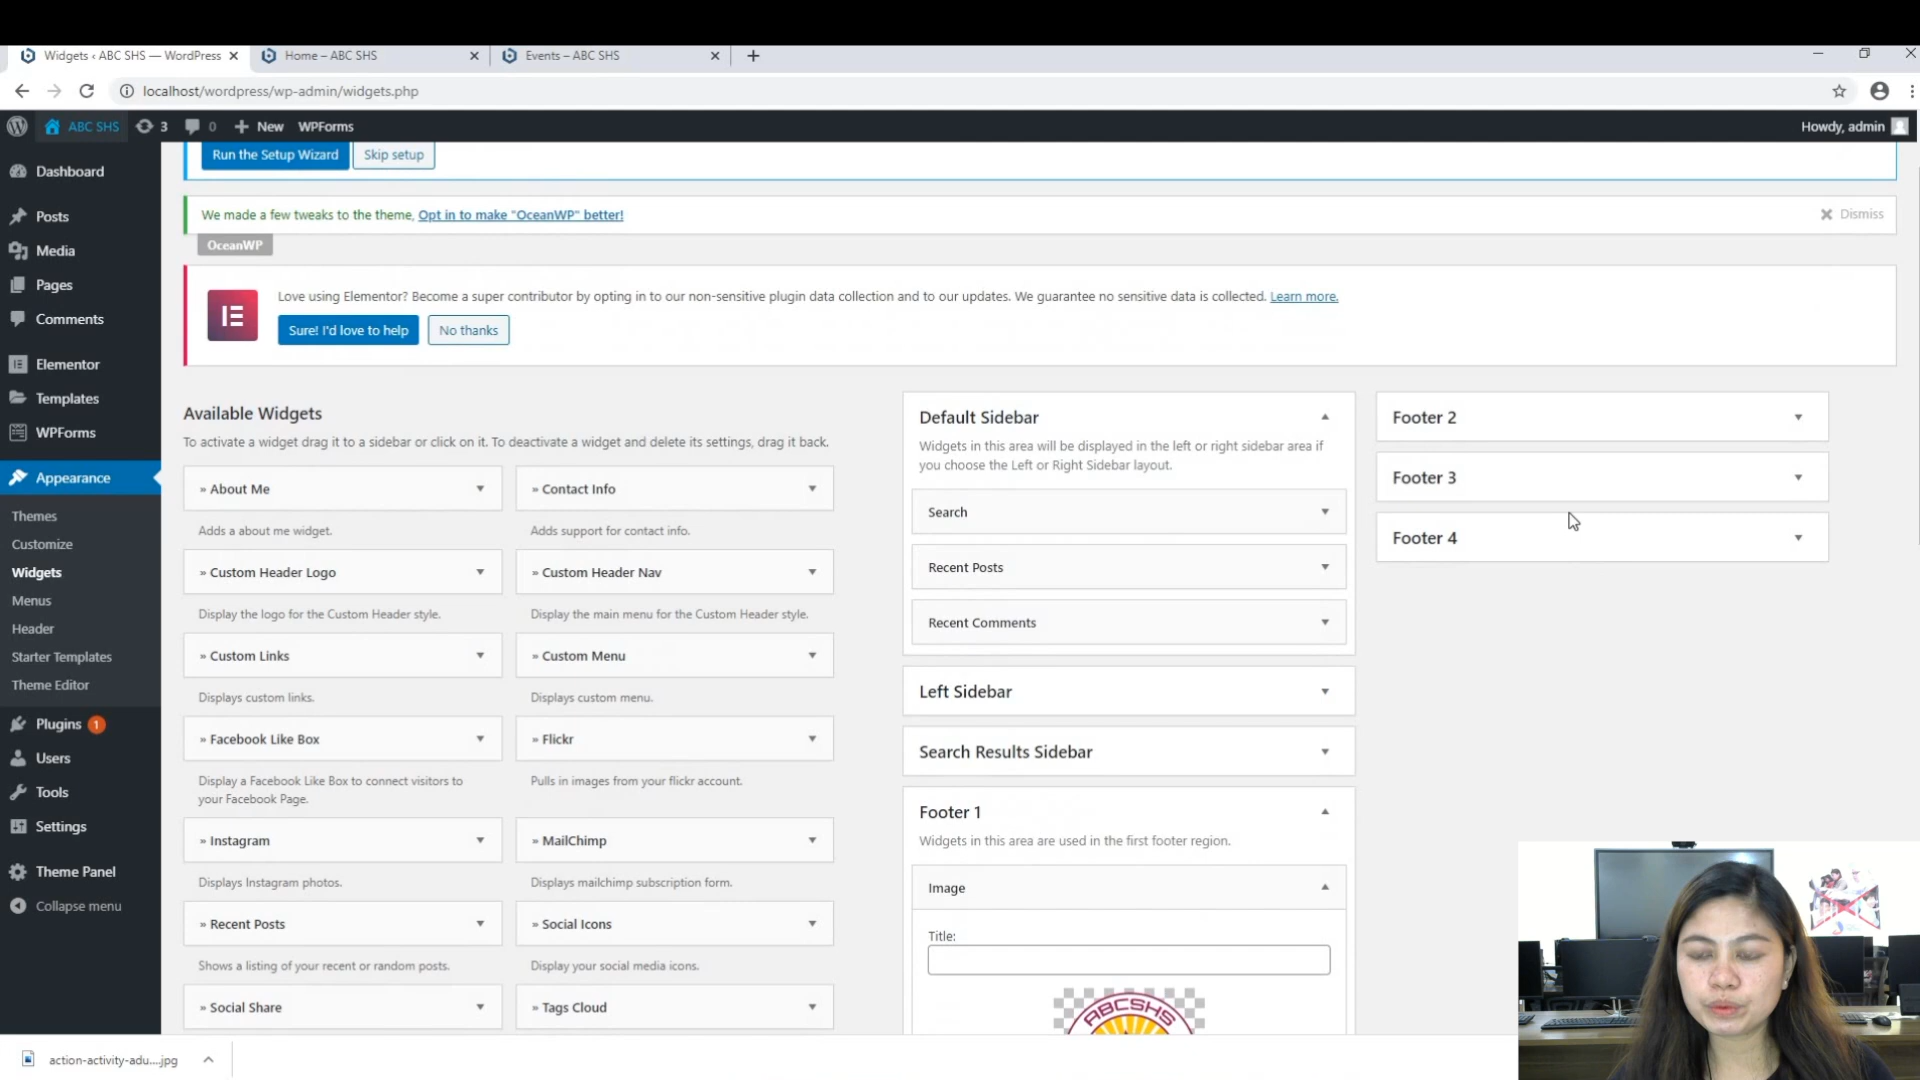 Widgets ‹ ABC SHS — WordPress
Home – ABC SHS
Events – ABC SHS
localhost/wordpress/wp-admin/widgets.php
ABC SHS 3 0 New WPForms
Howdy, admin
Run the Setup Wizard
Skip setup
We made a few tweaks to the theme, Opt in to make "OceanWP" better!
Dismiss
OceanWP
Love using Elementor? Become a super contributor by opting in to our non-sensitive plugin data collection and to our updates. We guarantee no sensitive data is collected. Learn more.
Sure! I'd love to help
No thanks
Dashboard
Posts
Media
Pages
Comments
Elementor
Templates
WPForms
Appearance
Themes
Customize
Widgets
Menus
Header
Starter Templates
Theme Editor
Plugins 1
Users
Tools
Settings
Theme Panel
Collapse menu
Available Widgets
To activate a widget drag it to a sidebar or click on it. To deactivate a widget and delete its settings, drag it back.
» About Me
Adds a about me widget.
» Contact Info
Adds support for contact info.
» Custom Header Logo
Display the logo for the Custom Header style.
» Custom Header Nav
Display the main menu for the Custom Header style.
» Custom Links
Displays custom links.
» Custom Menu
Displays custom menu.
» Facebook Like Box
Display a Facebook Like Box to connect visitors to
your Facebook Page.
» Flickr
Pulls in images from your flickr account.
» Instagram
Displays Instagram photos.
» MailChimp
Displays mailchimp subscription form.
» Recent Posts
Shows a listing of your recent or random posts.
» Social Icons
Display your social media icons.
» Social Share
» Tags Cloud
Default Sidebar
Widgets in this area will be displayed in the left or right sidebar area if
you choose the Left or Right Sidebar layout.
Search
Recent Posts
Recent Comments
Left Sidebar
Search Results Sidebar
Footer 1
Widgets in this area are used in the first footer region.
Image
Title:
ABCSHS
Footer 2
Footer 3
Footer 4
action-activity-adu....jpg